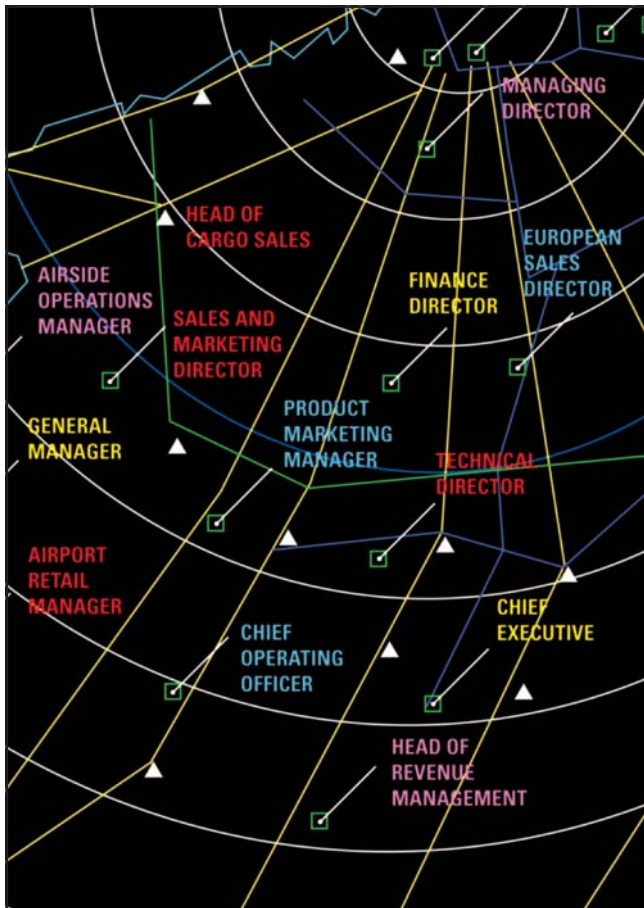 MANAGING
DIRECTOR
HEAD OF
CARGO SALES
EUROPEAN
SALES
DIRECTOR
AIRSIDE
OPERATIONS
MANAGER
FINANCE
DIRECTOR
SALES AND
MARKETING
DIRECTOR
PRODUCT
MARKETING
MANAGER
GENERAL
MANAGER
TECHNICAL
DIRECTOR
AIRPORT
RETAIL
MANAGER
CHIEF
EXECUTIVE
CHIEF
OPERATING
OFFICER
HEAD OF
REVENUE
MANAGEMENT